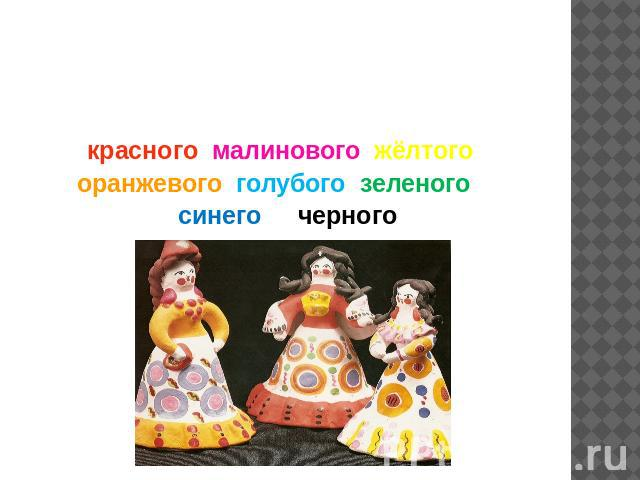 красного малинового жёлтого
оранжевого голубого зеленого
синего черного
.ru